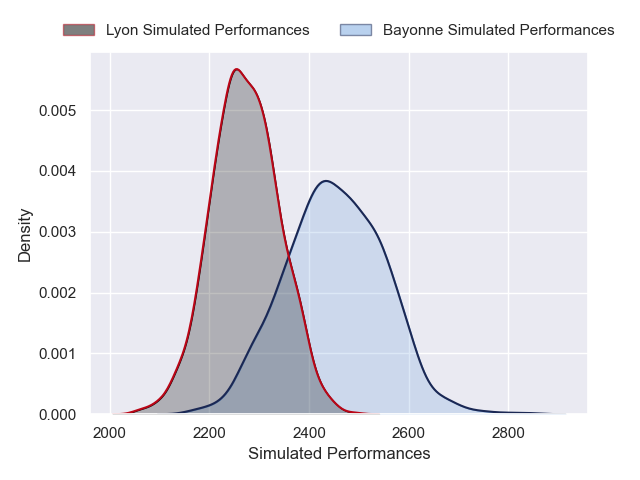 Lyon Simulated Performances
Bayonne Simulated Performances
Density
0.005
0.004
0.003
0.002
0.001
0.000
2000
2200
2400
2600
2800
Simulated Performances